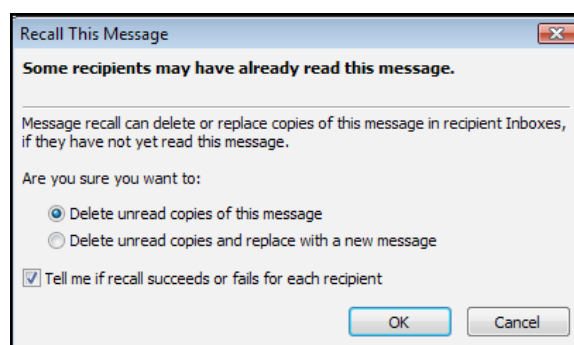 Recall This Message
Some recipients may have already read this message.
Message recall can delete or replace copies of this message in recipient Inboxes,
if they have not yet read this message.
Are you sure you want to:
Delete unread copies of this message
Delete unread copies and replace with a new message
Tell me if recall succeeds or fails for each recipient
OK Cancel